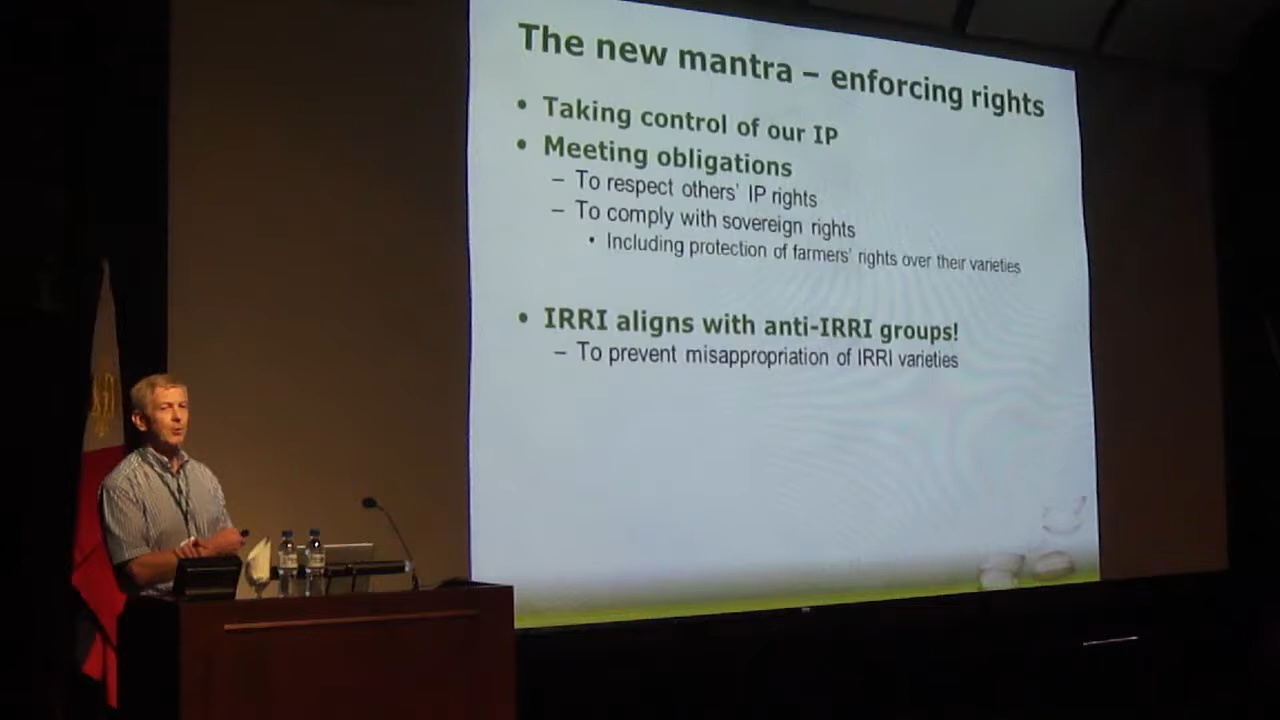 The new mantra – enforcing rights
• Taking control of our IP
• Meeting obligations
– To respect others' IP rights
– To comply with sovereign rights
• Including protection of farmers' rights over their varieties
• IRRI aligns with anti-IRRI groups!
– To prevent misappropriation of IRRI varieties